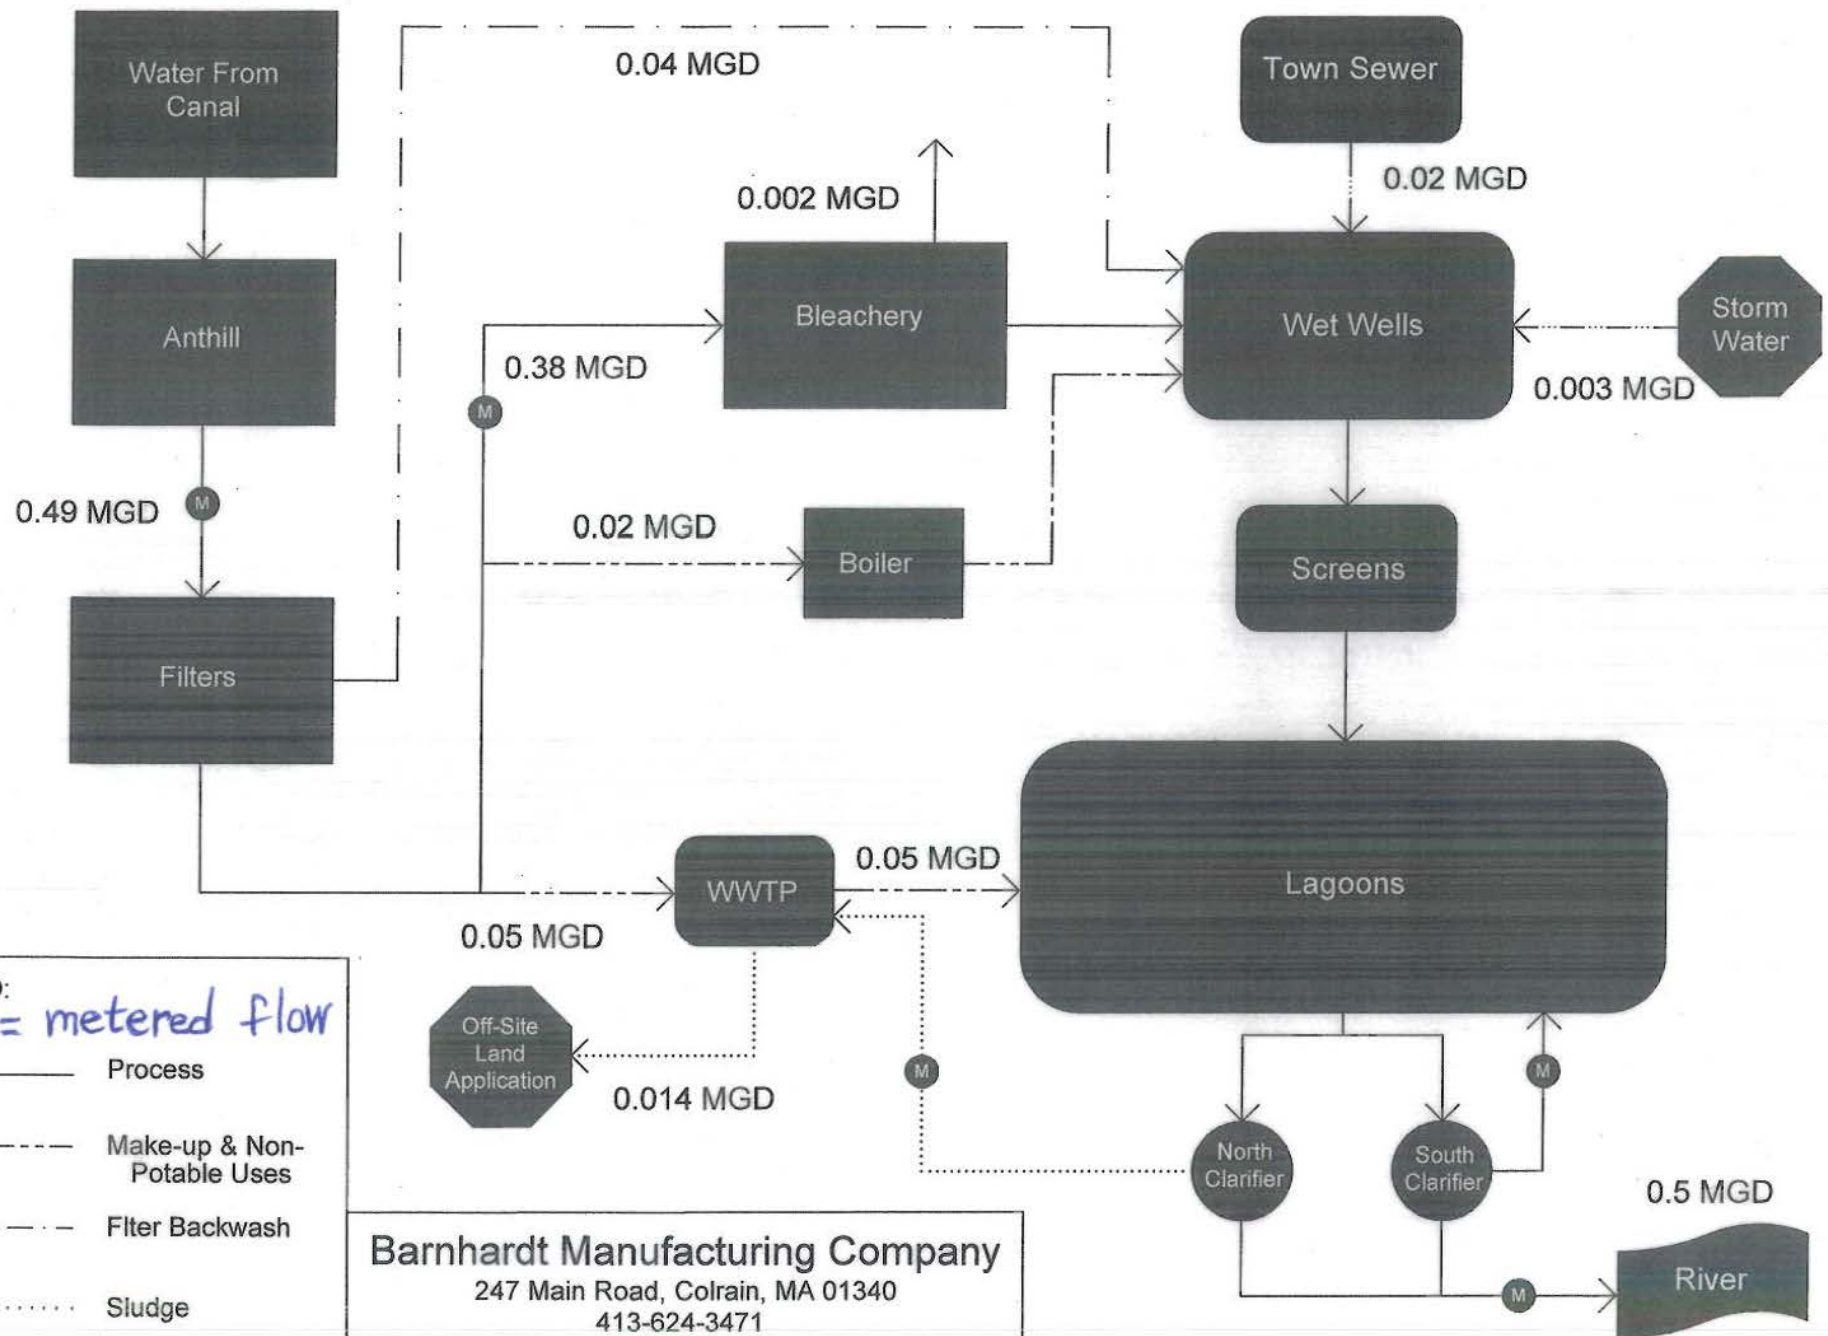 Water From
Canal
0.04 MGD
Town Sewer
0.02 MGD
0.002 MGD
Anthill
Bleachery
Wet Wells
Storm
Water
0.003 MGD
0.38 MGD
M
0.49 MGD
M
0.02 MGD
Boiler
Screens
Filters
0.05 MGD
WWTP
Lagoons
0.05 MGD
= metered flow
Off-Site
Land
Application
0.014 MGD
M
M
Process
Make-up & Non-
Potable Uses
North
Clarifier
South
Clarifier
0.5 MGD
Flter Backwash
Barnhardt Manufacturing Company
247 Main Road, Colrain, MA 01340
413-624-3471
River
M
Sludge